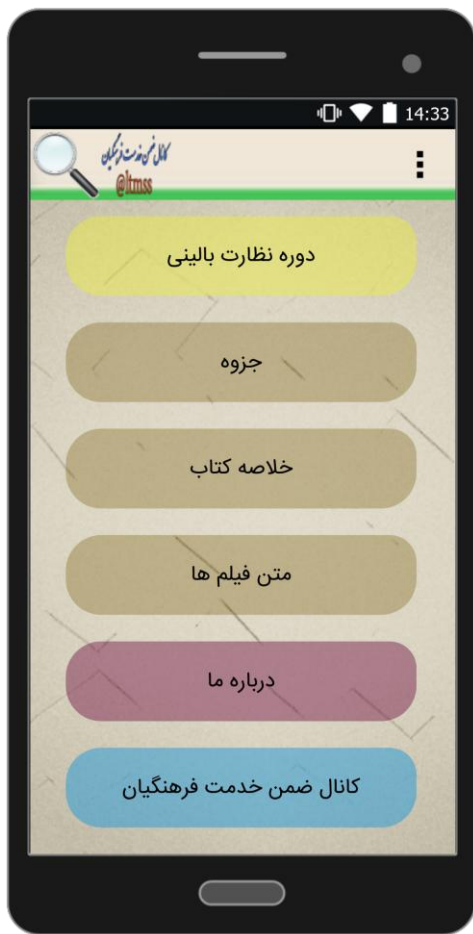 14:33
کانال ضمن خدمت فرهنگیان
@ltmss
دوره نظارت بالینی
جزوه
خلاصه کتاب
متن فیلم ها
درباره ما
کانال ضمن خدمت فرهنگیان